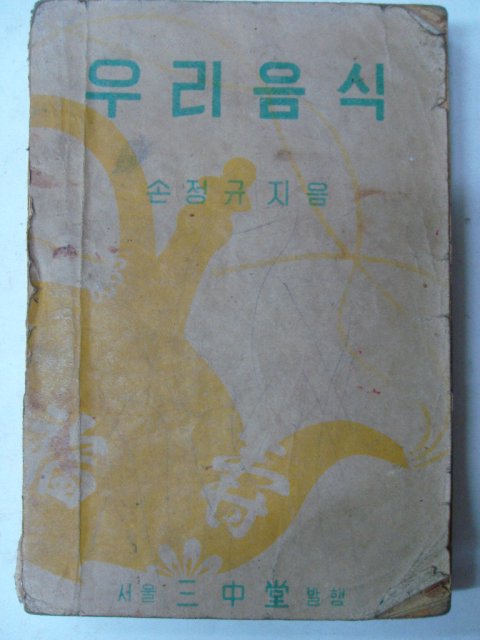 우리음식
손정규지음
서울 三中堂 발행